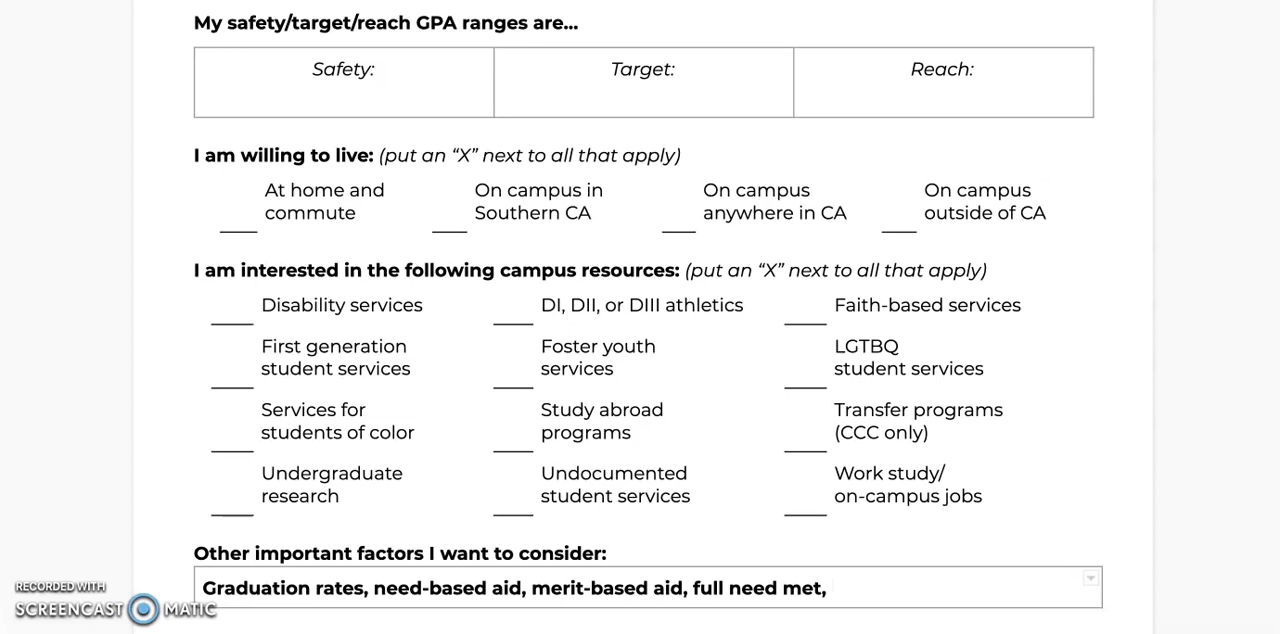 My safety/target/reach GPA ranges are...
Safety: Target: Reach:
I am willing to live: (put an “X” next to all that apply)
At home and commute
On campus in Southern CA
On campus anywhere in CA
On campus outside of CA
I am interested in the following campus resources: (put an “X” next to all that apply)
Disability services
DI, DII, or DIII athletics
Faith-based services
First generation student services
Foster youth services
LGTBQ student services
Services for students of color
Study abroad programs
Transfer programs (CCC only)
Undergraduate research
Undocumented student services
Work study/ on-campus jobs
Other important factors I want to consider:
Graduation rates, need-based aid, merit-based aid, full need met,
RECORDED WITH
SCREENCAST MATIC